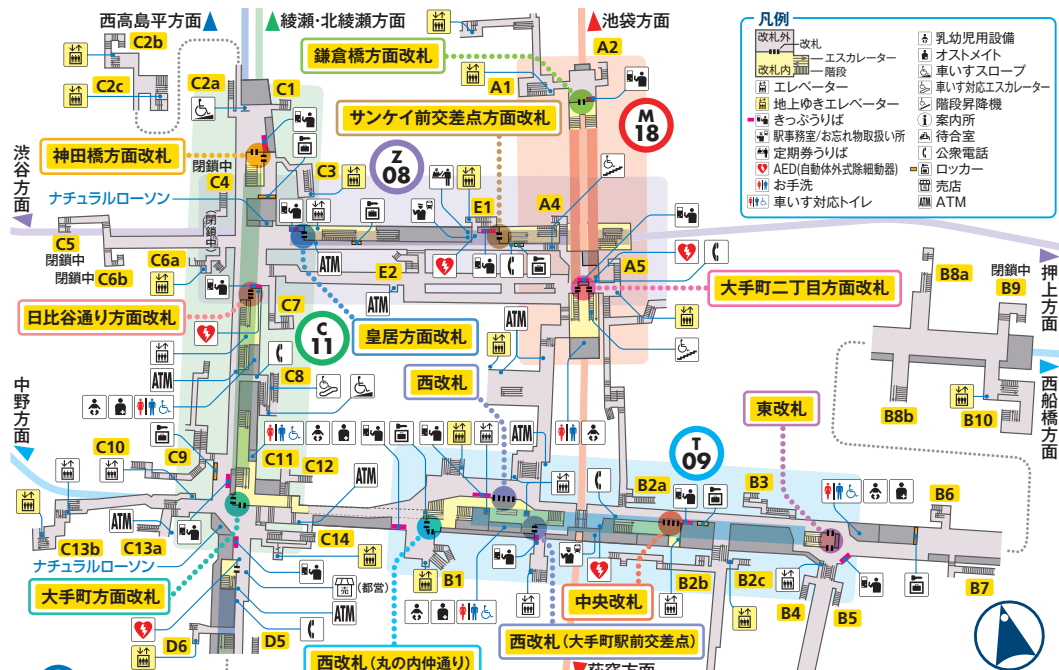 西高島平方面
綾瀬・北綾瀬方面
池袋方面
C2b
C2c
C2a
C1
鎌倉橋方面改札
A2
A1
サンケイ前交差点方面改札
M
18
凡例
改札外
改札
エスカレーター
階段
改札内
エレベーター
地上ゆきエレベーター
きっぷうりば
駅事務室/お忘れ物取扱い所
定期券うりば
AED(自動体外式除細動器)
お手洗
車いす対応トイレ
乳幼児用設備
オストメイト
車いすスロープ
車いす対応エスカレーター
階段昇降機
案内所
待合室
公衆電話
ロッカー
売店
ATM
渋谷方面
神田橋方面改札
閉鎖中
C4
C3
Z
08
ナチュラルローソン
(閉鎖中)
E1
A4
C5
閉鎖中
閉鎖中
C6b
C6a
ATM
E2
ATM
A5
大手町二丁目方面改札
押上方面
B8a
閉鎖中
B9
日比谷通り方面改札
C7
C
11
皇居方面改札
ATM
ATM
C8
西改札
東改札
西船橋方面
B8b
B10
中野方面
C10
C9
C11
C12
ATM
ATM
T
09
B2a
B3
B6
ATM
C13b
C13a
C14
ナチュラルローソン
大手町方面改札
(都営)
売店
ATM
B1
中央改札
B2b
B2c
B4
B5
B7
D6
D5
西改札(大手町駅前交差点)
西改札(丸の内仲通り)
荻窪方面